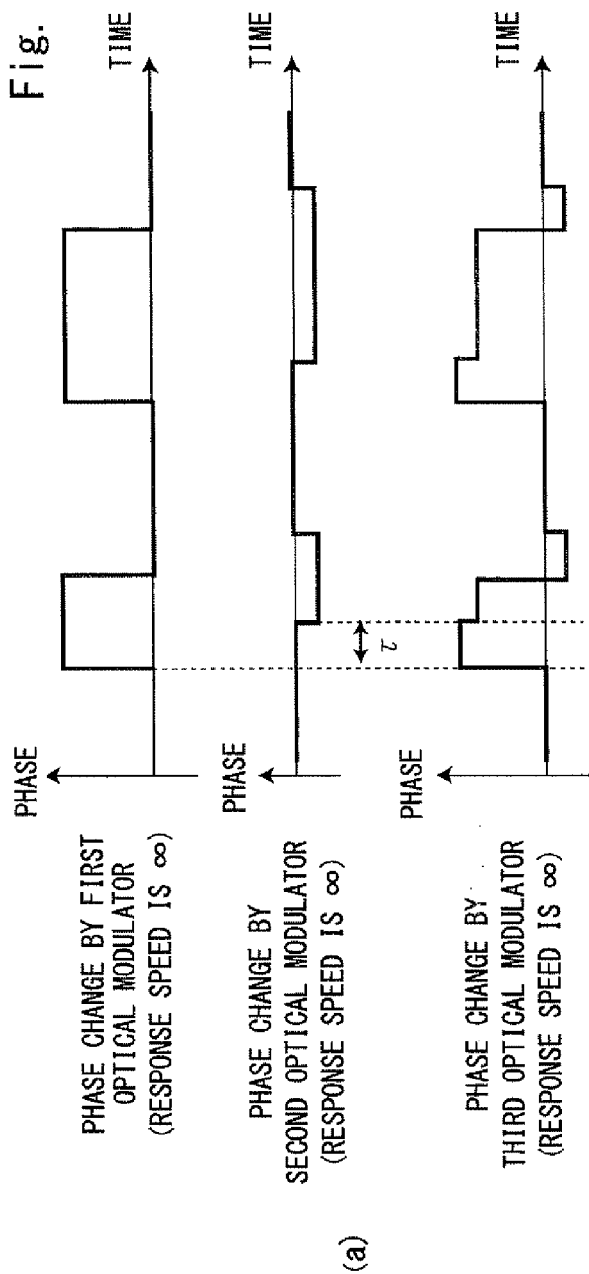 Fig.
PHASE CHANGE BY FIRST
OPTICAL MODULATOR
(RESPONSE SPEED IS ∞)
PHASE
TIME
PHASE CHANGE BY
SECOND OPTICAL MODULATOR
(RESPONSE SPEED IS ∞)
PHASE
TIME
τ
PHASE CHANGE BY
THIRD OPTICAL MODULATOR
(RESPONSE SPEED IS ∞)
PHASE
TIME
(a)